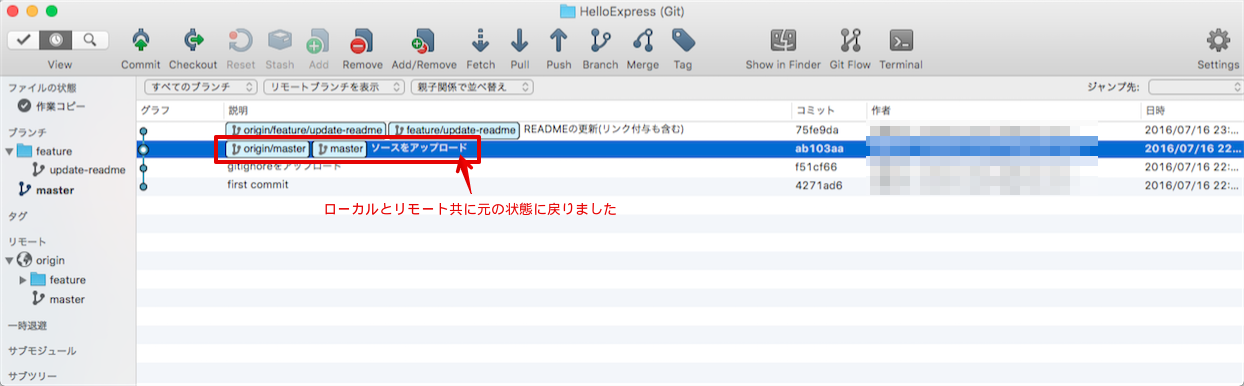 HelloExpress (Git)
View Commit Checkout Reset Stash Add Remove Add/Remove Fetch Pull Push Branch Merge Tag Show in Finder Git Flow Terminal Settings
ファイルの状態
作業コピー
ブランチ
feature
update-readme
master
タグ
リモート
origin
feature
master
一時退避
サブモジュール
サブツリー
すべてのブランチ リモートブランチを表示 親子関係で並べ替え ジャンプ先:
グラフ 説明 コミット 作者 日時
origin/feature/update-readme feature/update-readme READMEの更新(リンク付与も含む) 75fe9da 2016/07/16 23:...
origin/master master ソースをアップロード ab103aa 2016/07/16 22...
gitignoreをアップロード f51cf66 2016/07/16 22:...
first commit 4271ad6 2016/07/16 22:...
ローカルとリモート共に元の状態に戻りました